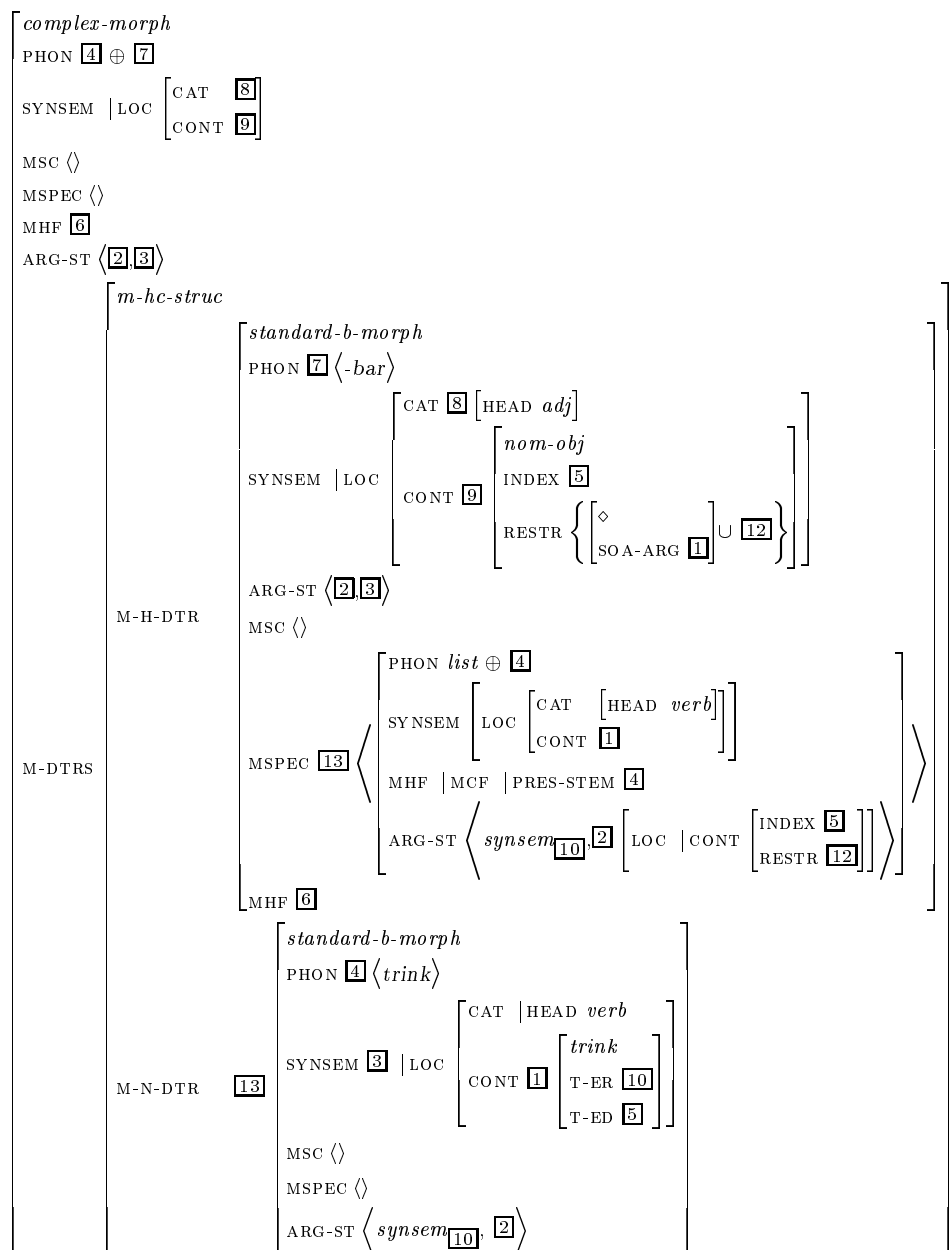 complex-morph
PHON 4 ⊕ 7
CAT 8
SYNSEM |LOC
CONT 9
MSC ⟨⟩
MSPEC ⟨⟩
MHF 6
ARG-ST ⟨2,3⟩
m-hc-struc
standard-b-morph
PHON 7 ⟨-bar⟩
CAT 8 [HEAD adj]
nom-obj
SYNSEM |LOC
INDEX 5
CONT 9
◇
RESTR { ∪ 12 }
SOA-ARG 1
ARG-ST ⟨2,3⟩
M-H-DTR
MSC ⟨⟩
PHON list ⊕ 4
CAT [HEAD verb]
SYNSEM [LOC
CONT 1
MSPEC 13
M-DTRS
MHF |MCF |PRES-STEM 4
INDEX 5
ARG-ST ⟨synsem10,2 [LOC |CONT
RESTR 12
MHF 6
standard-b-morph
PHON 4 ⟨trink⟩
CAT |HEAD verb
trink
SYNSEM 3 |LOC
CONT 1
T-ER 10
M-N-DTR 13
T-ED 5
MSC ⟨⟩
MSPEC ⟨⟩
ARG-ST ⟨synsem10, 2⟩